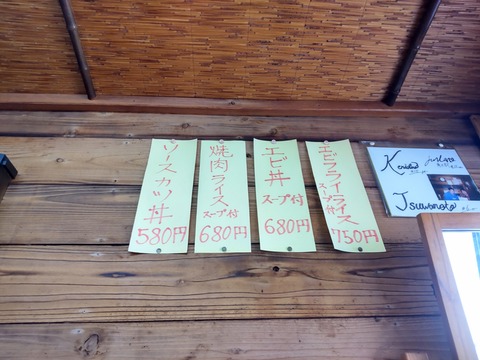 ソースカツ丼
580円
焼肉ライス
スープ付
680円
エビ丼
スープ付
680円
エビフライライス
スープ付
750円